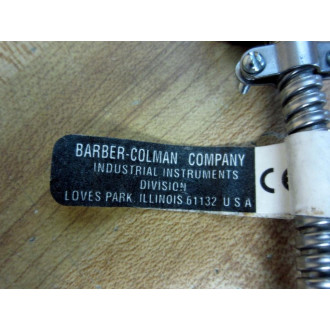 BARBER-COLMAN COMPANY
INDUSTRIAL INSTRUMENTS
DIVISION
LOVES PARK, ILLINOIS 61132 U S A
CE